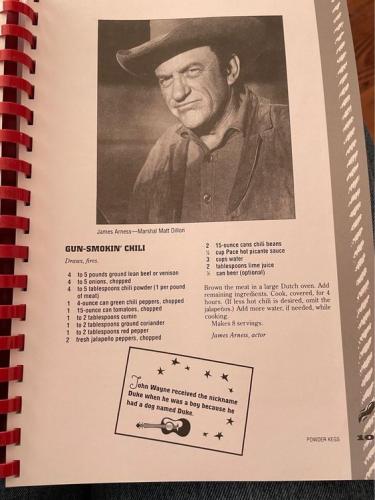 James Arness—Marshal Matt Dillon
GUN-SMOKIN' CHILI
Draws, fires.
4 to 5 pounds ground lean beef or venison
4 to 5 onions, chopped
4 to 5 tablespoons chili powder (1 per pound
of meat)
1 4-ounce can green chili peppers, chopped
1 15-ounce can tomatoes, chopped
1 to 2 tablespoons cumin
1 to 2 tablespoons ground coriander
1 to 2 tablespoons red pepper
2 fresh jalapeño peppers, chopped
2 15-ounce cans chili beans
cup Pace hot picante sauce
3 cups water
2 tablespoons lime juice
can beer (optional)
Brown the meat in a large Dutch oven. Add
remaining ingredients. Cook, covered, for 4
hours. (If less hot chili is desired, omit the
jalapeños.) Add more water, if needed, while
cooking.
Makes 8 servings.
James Arness, actor
John Wayne received the nickname
Duke when he was a boy because he
had a dog named Duke.
POWDER KEGS
10